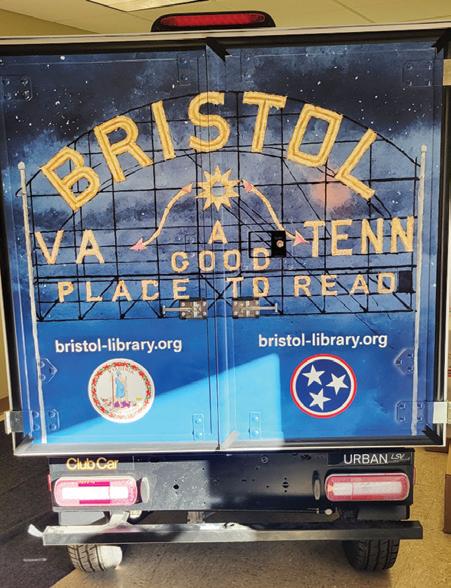 BRISTOL
VA TENN
A
GOOD
PLACE TO READ
bristol-library.org bristol-library.org
Club Car URBAN LSV